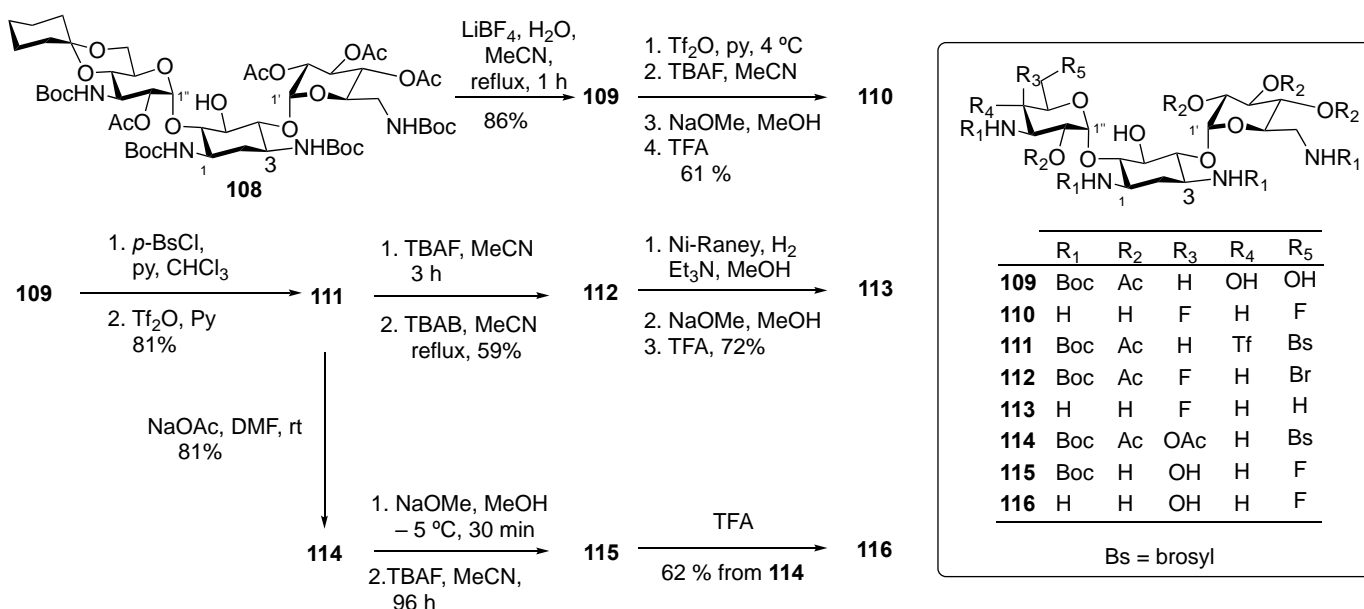 LiBF4, H2O,
MeCN,
reflux, 1 h
109
86%
1. Tf2O, py, 4 ºC
2. TBAF, MeCN
3. NaOMe, MeOH
4. TFA
61 %
110
O
O
O
BocHN
AcO
1''
O
HO
BocHN
1
3
NHBoc
O
1'
AcO
OAc
OAc
O
NHBoc
108
109
1. p-BsCl,
py, CHCl3
2. Tf2O, Py
81%
111
1. TBAF, MeCN
3 h
2. TBAB, MeCN
reflux, 59%
112
1. Ni-Raney, H2
Et3N, MeOH
2. NaOMe, MeOH
3. TFA, 72%
113
NaOAc, DMF, rt
81%
114
1. NaOMe, MeOH
– 5 ºC, 30 min
2.TBAF, MeCN,
96 h
115
TFA
62 % from 114
116
R3
R5
R4
O
R1HN
R2O
1''
O
HO
R1HN
1
3
NHR1
O
1'
R2O
OR2
OR2
O
NHR1
R1 R2 R3 R4 R5
109 Boc Ac H OH OH
110 H H F H F
111 Boc Ac H Tf Bs
112 Boc Ac F H Br
113 H H F H H
114 Boc Ac OAc H Bs
115 Boc H OH H F
116 H H OH H F
Bs = brosyl